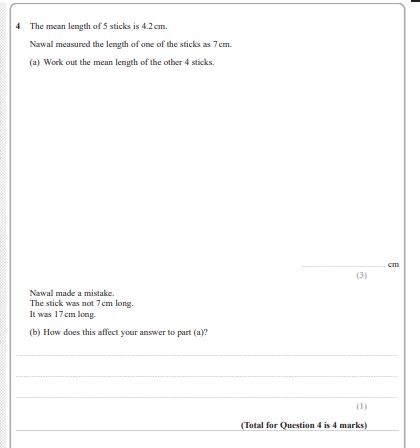 4 The mean length of 5 sticks is 4.2 cm.
Nawal measured the length of one of the sticks as 7 cm.
(a) Work out the mean length of the other 4 sticks.
cm
(3)
Nawal made a mistake.
The stick was not 7 cm long.
It was 17 cm long.
(b) How does this affect your answer to part (a)?
(1)
(Total for Question 4 is 4 marks)